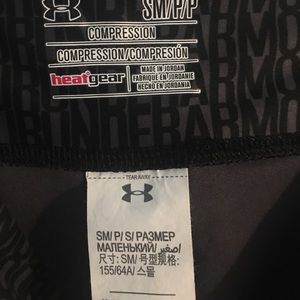 SM/P/P
COMPRESSION
COMPRESSION/COMPRESIÓN
heatgear
MADE IN JORDAN
FABRIQUÉ EN JORDANIE
HECHO EN JORDANIA
TEAR AWAY
SM/ P/ S/ РАЗМЕР
МАЛЕНЬКИЙ/ صغير/
尺寸: SM/ 号型规格:
155/64A/ 스몰